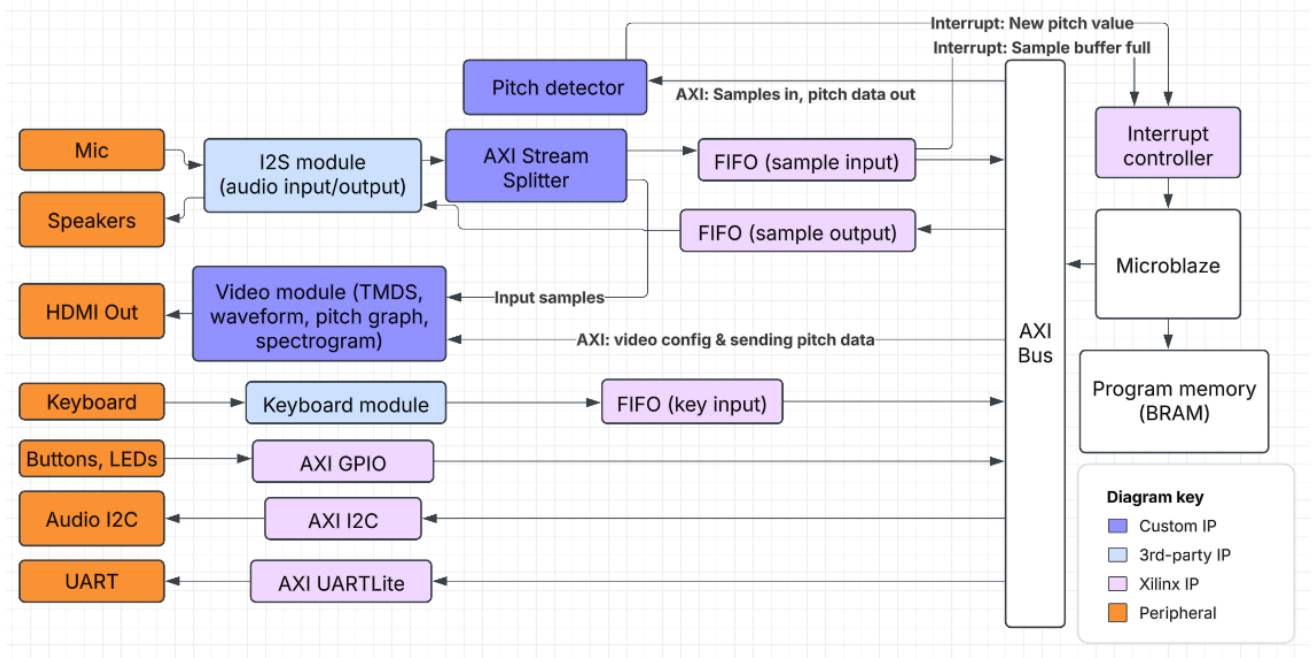 Interrupt: New pitch value
Interrupt: Sample buffer full
Pitch detector
AXI: Samples in, pitch data out
Interrupt
controller
Mic
I2S module
(audio input/output)
AXI Stream
Splitter
FIFO (sample input)
Speakers
FIFO (sample output)
Microblaze
Video module (TMDS,
waveform, pitch graph,
spectrogram)
Input samples
HDMI Out
AXI: video config & sending pitch data
AXI
Bus
Program memory
(BRAM)
Keyboard
Keyboard module
FIFO (key input)
Buttons, LEDs
AXI GPIO
Audio I2C
AXI I2C
UART
AXI UARTLite
Diagram key
Custom IP
3rd-party IP
Xilinx IP
Peripheral